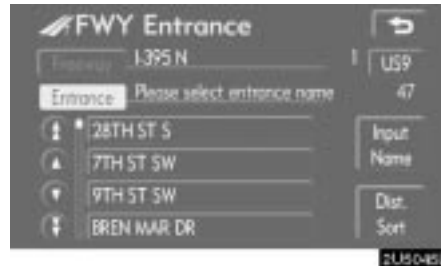 FWY Entrance
Freeway I-395 N US9
Entrance Please select entrance name 47
28TH ST S
7TH ST SW
9TH ST SW
BREN MAR DR
Input
Name
Dist.
Sort